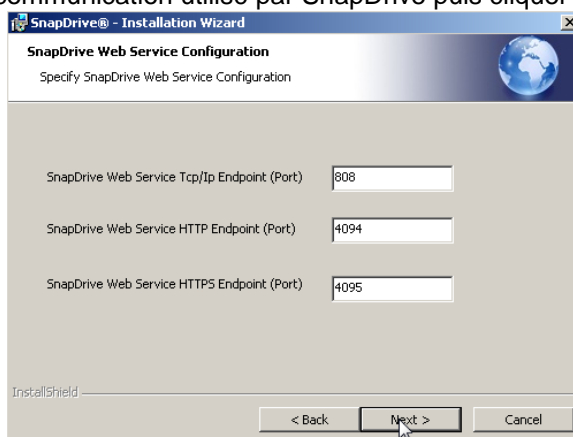 communication utilisé par SnapDrive puis cliquer
SnapDrive® - Installation Wizard
SnapDrive Web Service Configuration
Specify SnapDrive Web Service Configuration
SnapDrive Web Service Tcp/Ip Endpoint (Port) 808
SnapDrive Web Service HTTP Endpoint (Port) 4094
SnapDrive Web Service HTTPS Endpoint (Port) 4095
InstallShield
< Back Next > Cancel